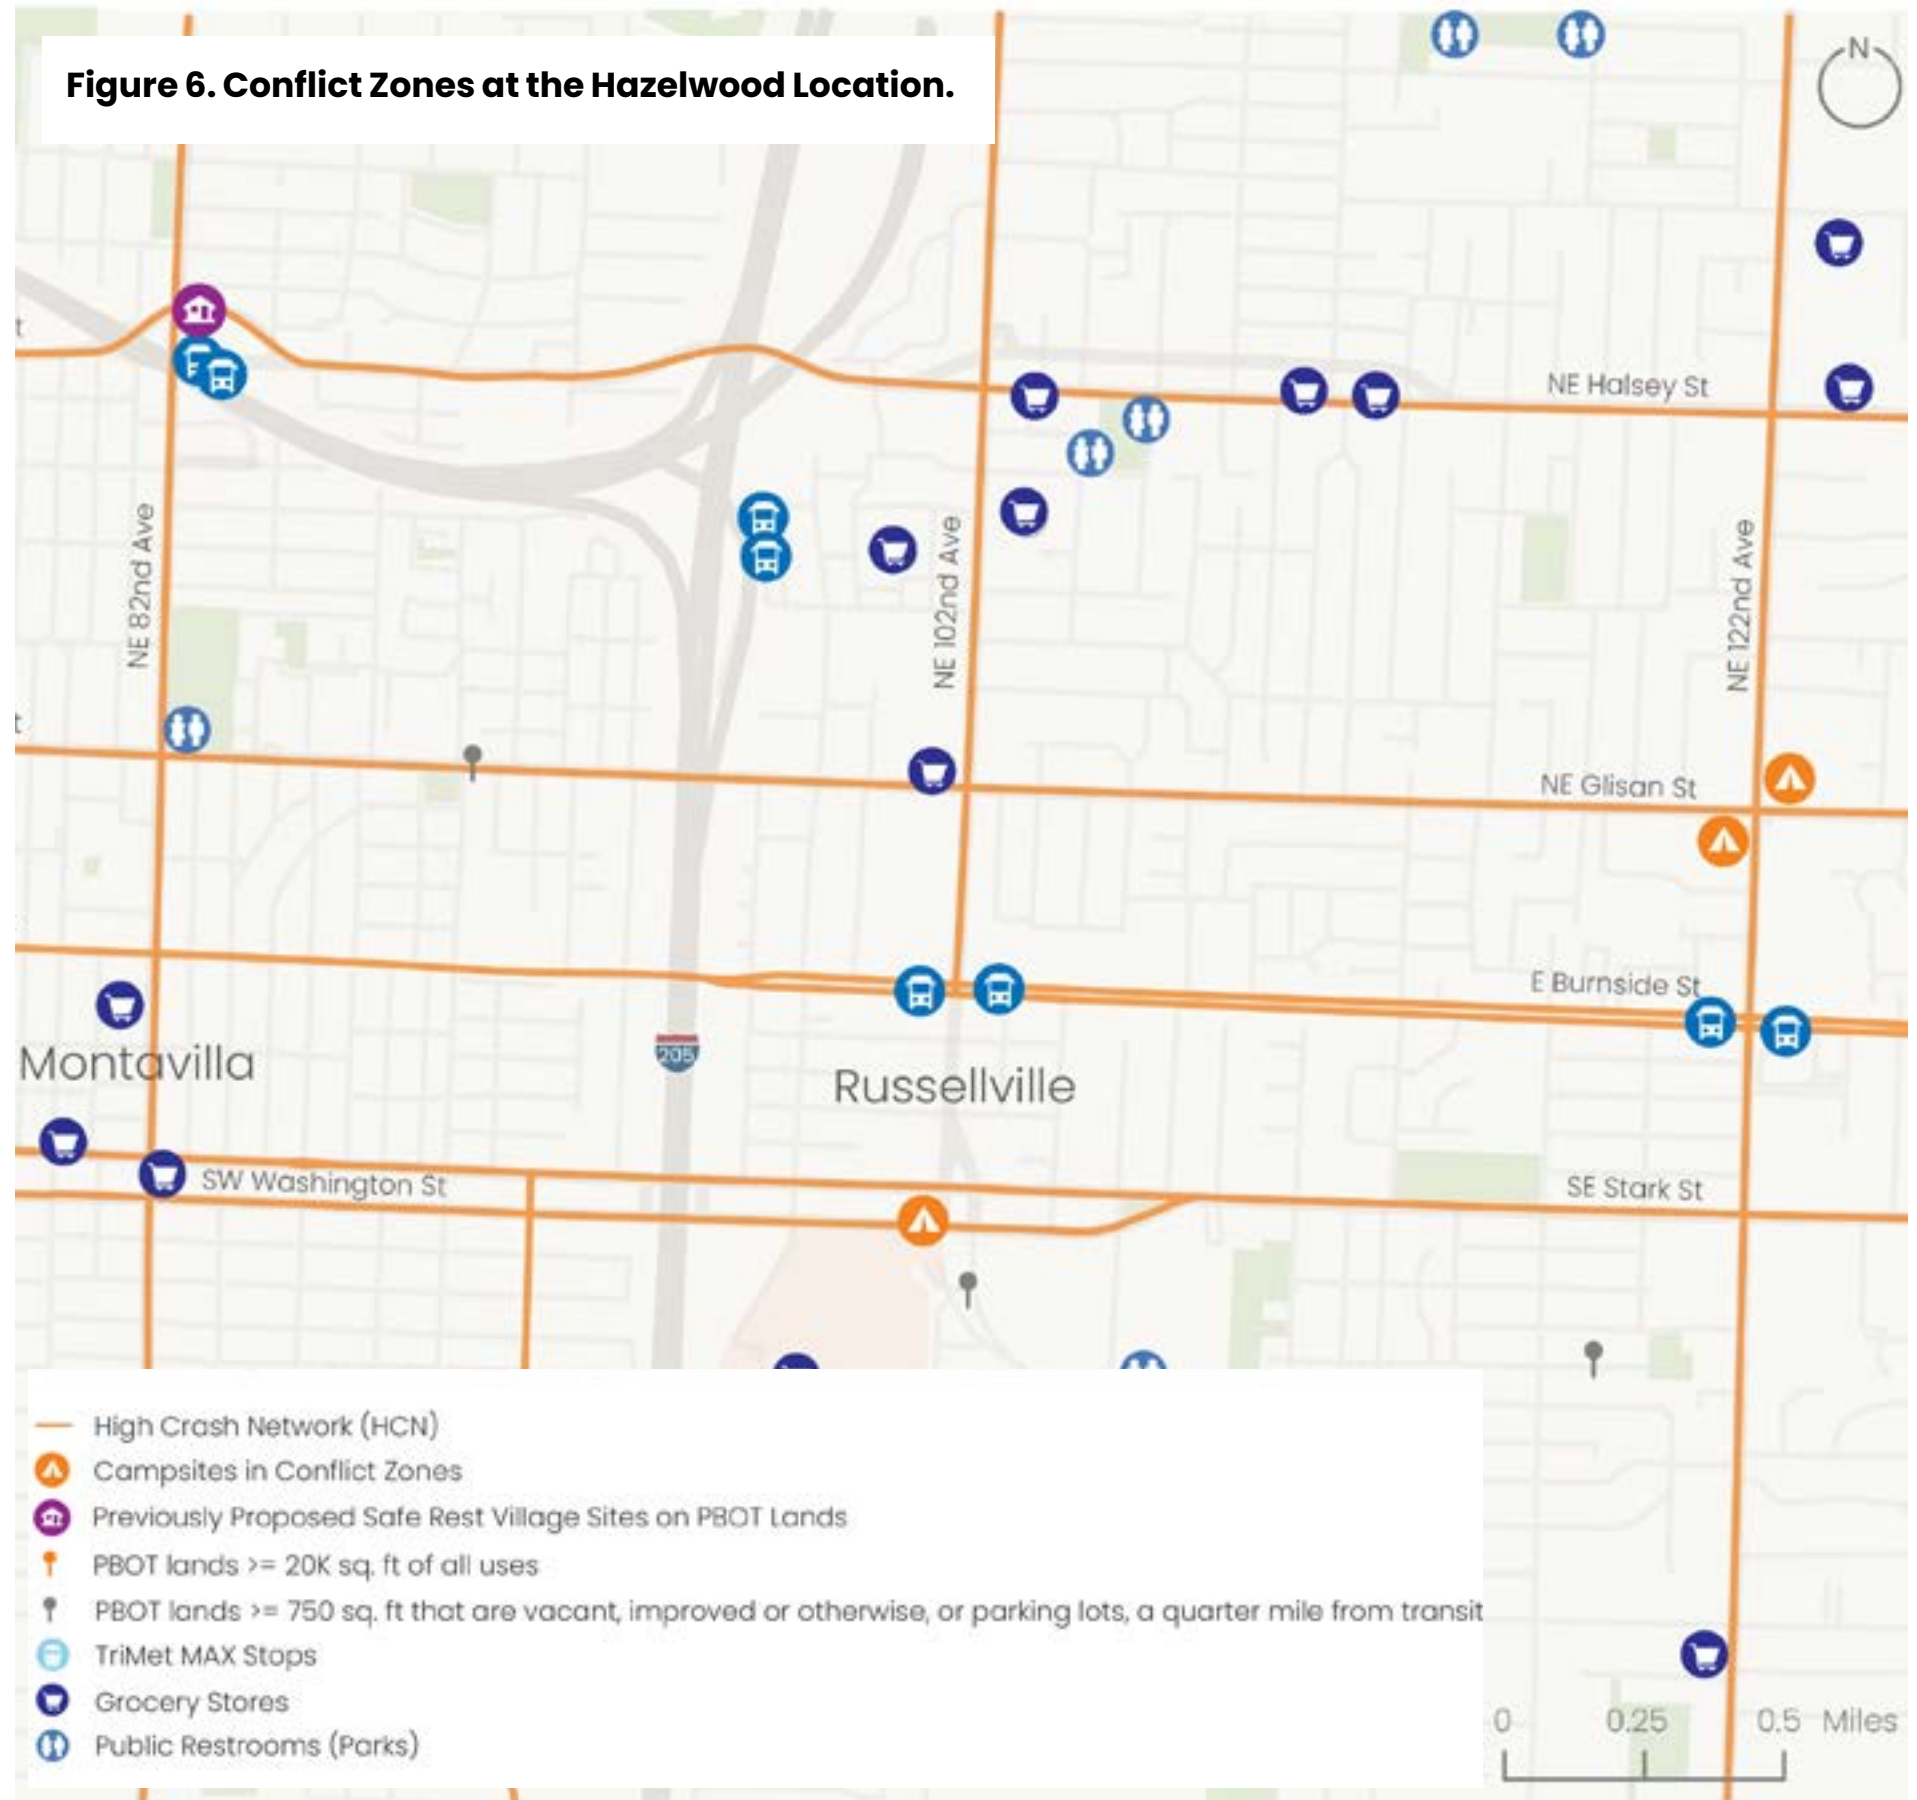 Figure 6. Conflict Zones at the Hazelwood Location.
N
t
NE Halsey St
NE 82nd Ave
NE 102nd Ave
NE 122nd Ave
t
NE Glisan St
E Burnside St
205
Montavilla
Russellville
SW Washington St
SE Stark St
High Crash Network (HCN)
Campsites in Conflict Zones
Previously Proposed Safe Rest Village Sites on PBOT Lands
PBOT lands >= 20K sq. ft of all uses
PBOT lands >= 750 sq. ft that are vacant, improved or otherwise, or parking lots, a quarter mile from transit
TriMet MAX Stops
Grocery Stores
Public Restrooms (Parks)
0 0.25 0.5 Miles